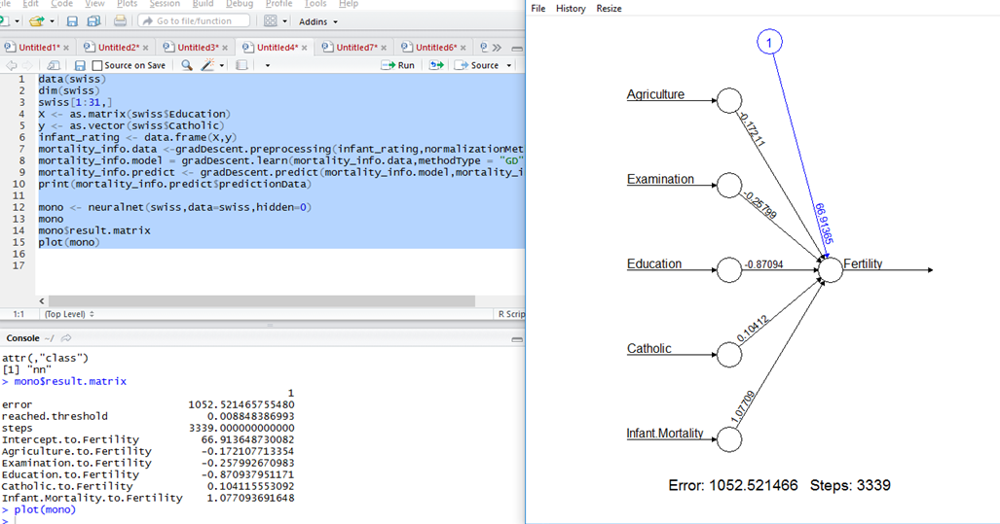 ile Edit Code View Plots Session Build Debug Profile Tools Help
Go to file/function Addins
Untitled1* Untitled2* Untitled3* Untitled4* Untitled7* Untitled6*
Source on Save Run Source
1 data(swiss)
2 dim(swiss)
3 swiss[1:31,]
4 X <- as.matrix(swiss$Education)
5 y <- as.vector(swiss$Catholic)
6 infant_rating <- data.frame(X,y)
7 mortality_info.data <-gradDescent.preprocessing(infant_rating,normalizationMet
8 mortality_info.model = gradDescent.learn(mortality_info.data,methodType = "GD"
9 mortality_info.predict <- gradDescent.predict(mortality_info.model,mortality_i
10 print(mortality_info.predict$predictionData)
11
12 mono <- neuralnet(swiss,data=swiss,hidden=0)
13 mono
14 mono$result.matrix
15 plot(mono)
16
17
1:1 (Top Level) R Scrip
Console ~/
attr(,"class")
[1] "nn"
> mono$result.matrix
1
error 1052.521465755480
reached.threshold 0.008848386993
steps 3339.000000000000
Intercept.to.Fertility 66.913648730082
Agriculture.to.Fertility -0.172107713354
Examination.to.Fertility -0.257992670983
Education.to.Fertility -0.870937951171
Catholic.to.Fertility 0.104115553092
Infant.Mortality.to.Fertility 1.077093691648
> plot(mono)
>
File History Resize
1
Agriculture
-0.17211
Examination
-0.25799
66.91365
Education
-0.87094
Fertility
Catholic
0.10412
Infant.Mortality
1.07709
Error: 1052.521466 Steps: 3339